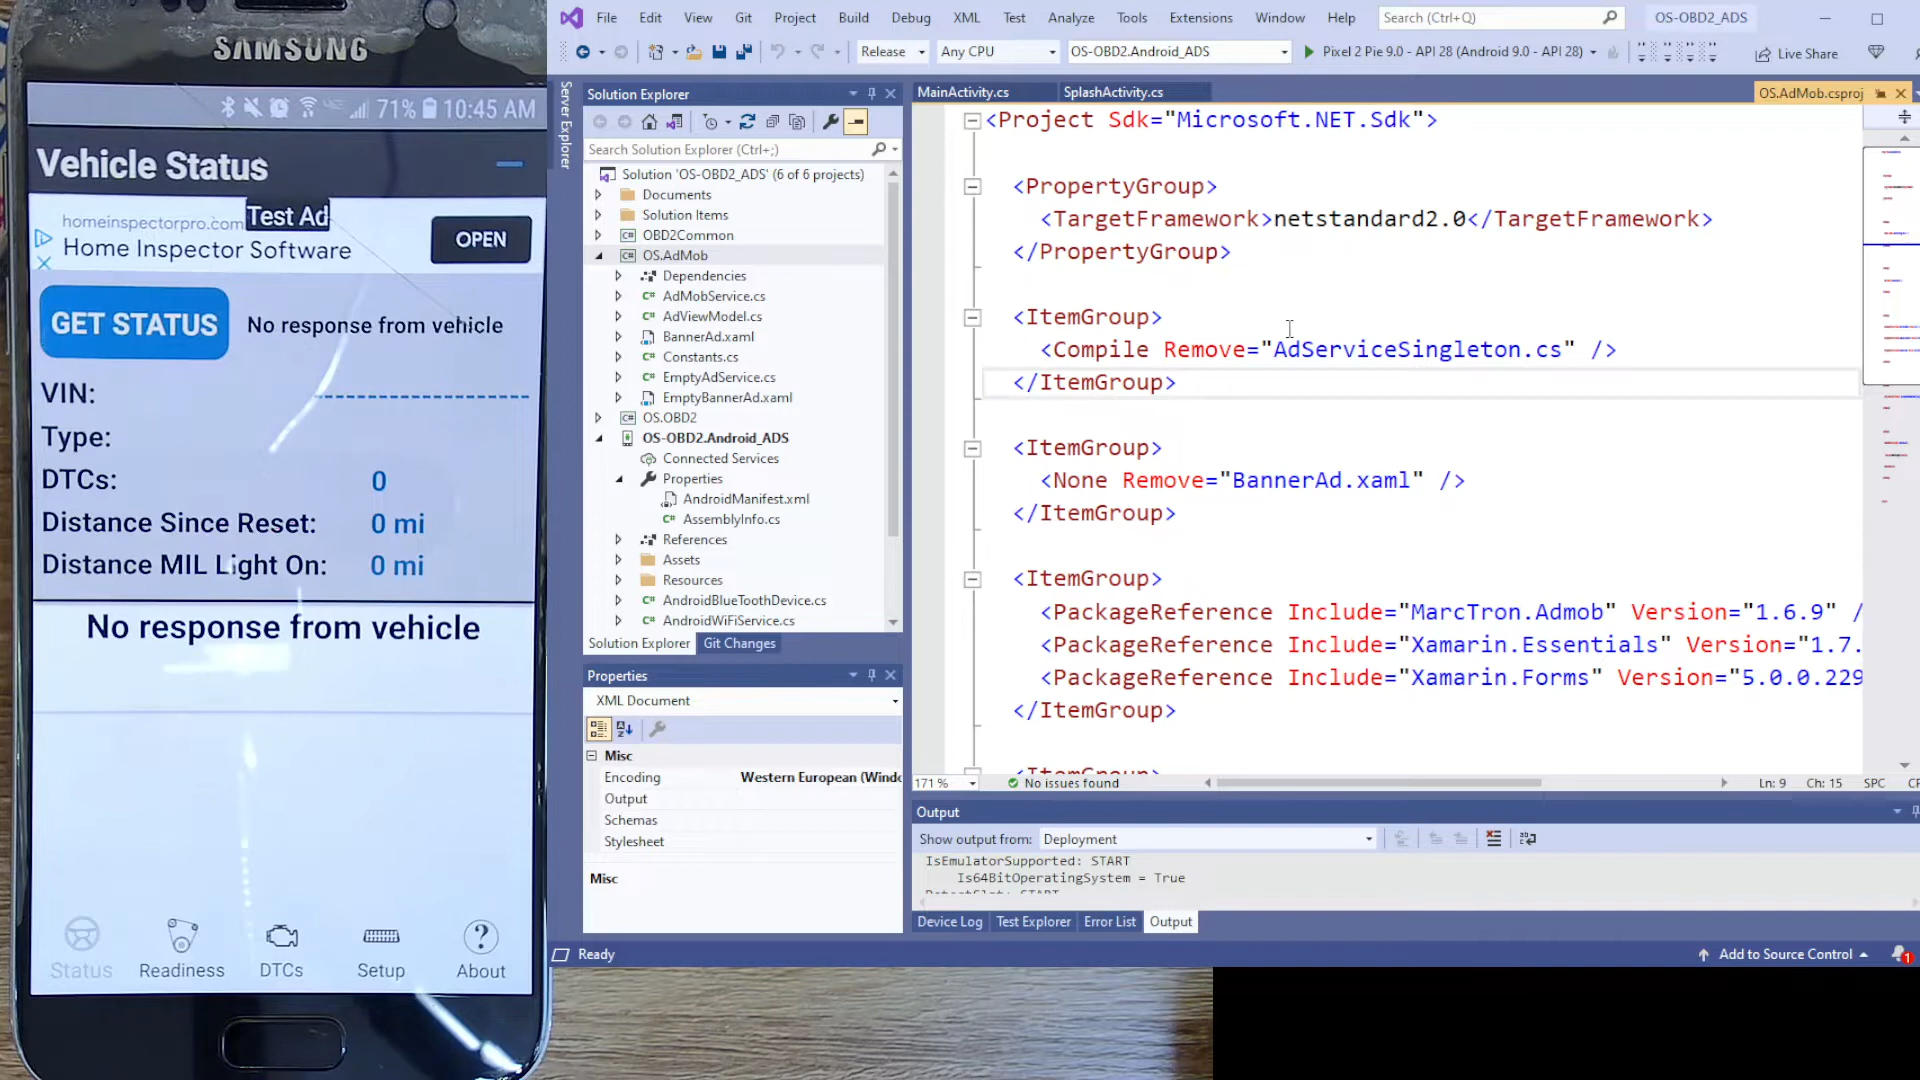 SAMSUNG
71% 10:45 AM
Vehicle Status
homeinspectorpro.com
Test Ad
Home Inspector Software
OPEN
GET STATUS
No response from vehicle
VIN:
Type:
DTCs: 0
Distance Since Reset: 0 mi
Distance MIL Light On: 0 mi
No response from vehicle
Status
Readiness
DTCs
Setup
About
File Edit View Git Project Build Debug XML Test Analyze Tools Extensions Window Help
Search (Ctrl+Q)
OS-OBD2_ADS
Release
Any CPU
OS-OBD2.Android_ADS
Pixel 2 Pie 9.0 - API 28 (Android 9.0 - API 28)
Live Share
Server Explorer
Solution Explorer
Search Solution Explorer (Ctrl+;)
Solution 'OS-OBD2_ADS' (6 of 6 projects)
Documents
Solution Items
OBD2Common
OS.AdMob
Dependencies
AdMobService.cs
AdViewModel.cs
BannerAd.xaml
Constants.cs
EmptyAdService.cs
EmptyBannerAd.xaml
OS.OBD2
OS-OBD2.Android_ADS
Connected Services
Properties
AndroidManifest.xml
AssemblyInfo.cs
References
Assets
Resources
AndroidBlueToothDevice.cs
AndroidWiFiService.cs
Solution Explorer Git Changes
Properties
XML Document
Misc
Encoding Western European (Windo
Output
Schemas
Stylesheet
Misc
MainActivity.cs
SplashActivity.cs
OS.AdMob.csproj
<Project Sdk="Microsoft.NET.Sdk">
<PropertyGroup>
<TargetFramework>netstandard2.0</TargetFramework>
</PropertyGroup>
<ItemGroup>
<Compile Remove="AdServiceSingleton.cs" />
</ItemGroup>
<ItemGroup>
<None Remove="BannerAd.xaml" />
</ItemGroup>
<ItemGroup>
<PackageReference Include="MarcTron.Admob" Version="1.6.9" /
<PackageReference Include="Xamarin.Essentials" Version="1.7.
<PackageReference Include="Xamarin.Forms" Version="5.0.0.229
</ItemGroup>
<ItemGroup>
171 %
No issues found
Ln: 9 Ch: 15 SPC
Output
Show output from: Deployment
IsEmulatorSupported: START
Is64BitOperatingSystem = True
Device Log Test Explorer Error List Output
Ready
Add to Source Control
1